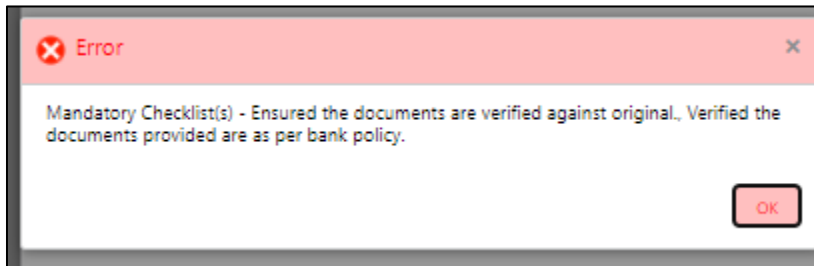 Error
Mandatory Checklist(s) - Ensured the documents are verified against original., Verified the
documents provided are as per bank policy.
OK